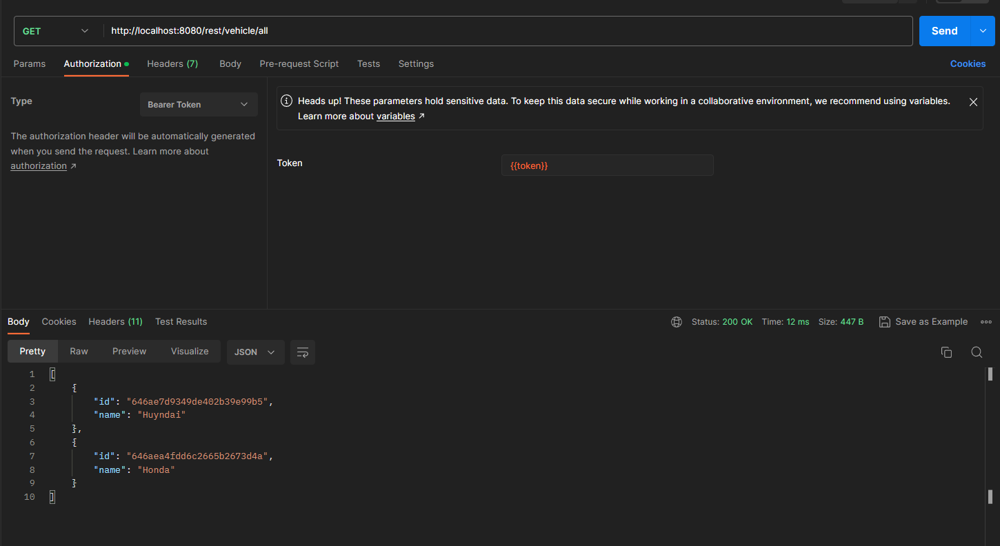 GET http://localhost:8080/rest/vehicle/all Send
Params Authorization Headers (7) Body Pre-request Script Tests Settings Cookies
Type Bearer Token
The authorization header will be automatically generated
when you send the request. Learn more about
authorization ↗
Heads up! These parameters hold sensitive data. To keep this data secure while working in a collaborative environment, we recommend using variables.
Learn more about variables ↗
Token {{token}}
Body Cookies Headers (11) Test Results Status: 200 OK Time: 12 ms Size: 447 B Save as Example
Pretty Raw Preview Visualize JSON
1 [
2 {
3 "id": "646ae7d9349de402b39e99b5",
4 "name": "Huyndai"
5 },
6 {
7 "id": "646aea4fdd6c2665b2673d4a",
8 "name": "Honda"
9 }
10 ]